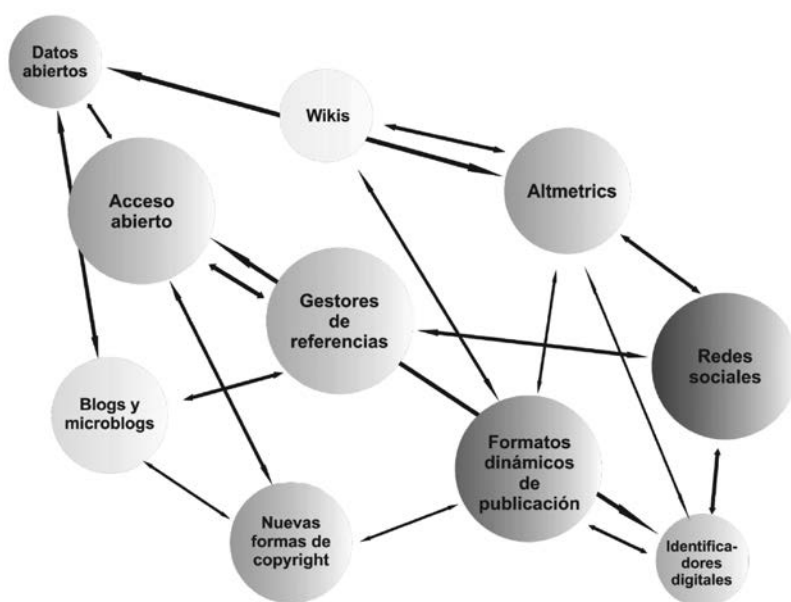 Datos
abiertos
Wikis
Altmetrics
Acceso
abierto
Gestores
de
referencias
Redes
sociales
Blogs y
microblogs
Formatos
dinámicos
de
publicación
Nuevas
formas de
copyright
Identifica-
dores
digitales